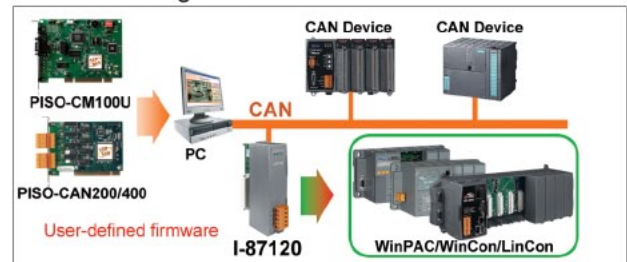 CAN Device
CAN Device
PISO-CM100U
CAN
PC
PISO-CAN200/400
User-defined firmware
I-87120
WinPAC/WinCon/LinCon